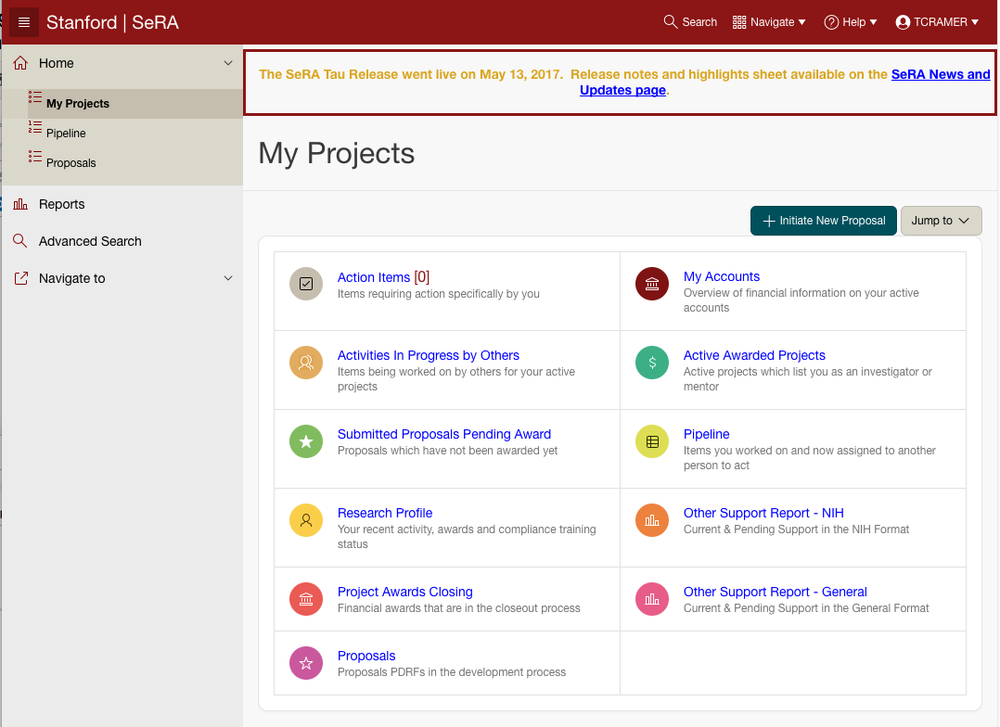 Stanford | SeRA
Search
Navigate
Help
TCRAMER
Home
My Projects
Pipeline
Proposals
Reports
Advanced Search
Navigate to
The SeRA Tau Release went live on May 13, 2017. Release notes and highlights sheet available on the SeRA News and
Updates page.
My Projects
Initiate New Proposal
Jump to
Action Items [0]
Items requiring action specifically by you
My Accounts
Overview of financial information on your active
accounts
Activities In Progress by Others
Items being worked on by others for your active
projects
Active Awarded Projects
Active projects which list you as an investigator or
mentor
Submitted Proposals Pending Award
Proposals which have not been awarded yet
Pipeline
Items you worked on and now assigned to another
person to act
Research Profile
Your recent activity, awards and compliance training
status
Other Support Report - NIH
Current & Pending Support in the NIH Format
Project Awards Closing
Financial awards that are in the closeout process
Other Support Report - General
Current & Pending Support in the General Format
Proposals
Proposals PDRFs in the development process